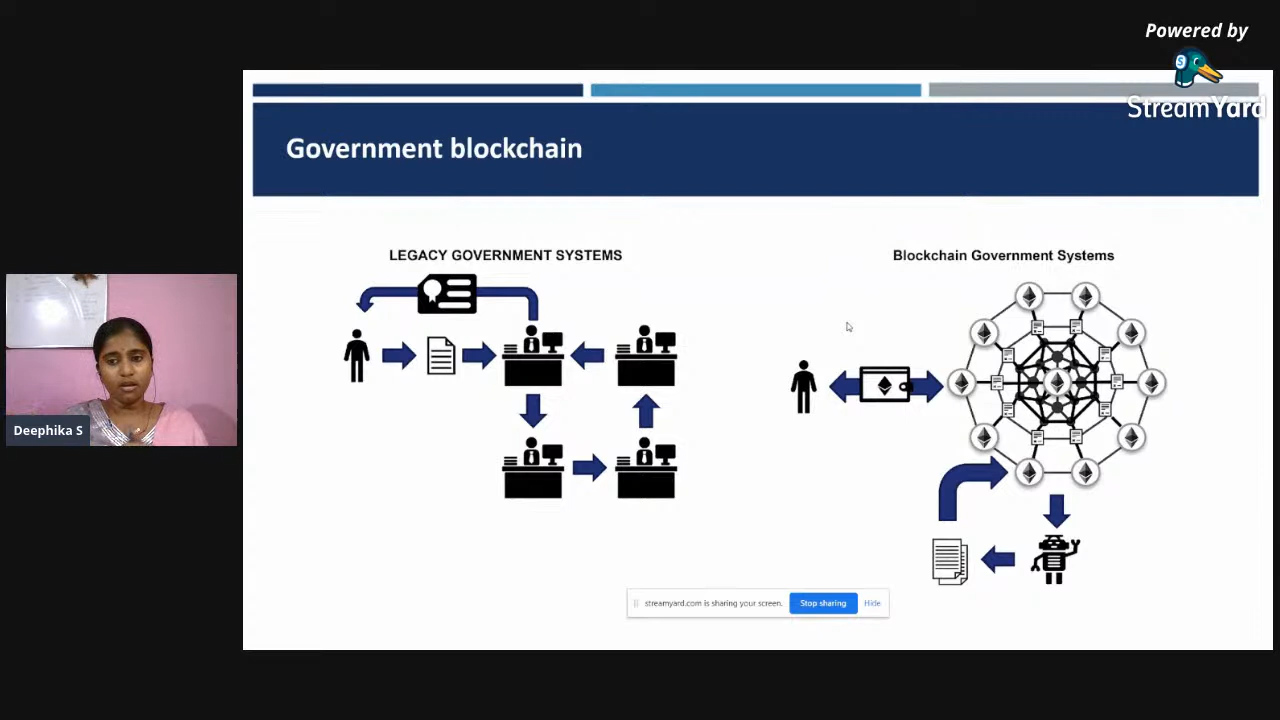 Powered by
StreamYard
Government blockchain
LEGACY GOVERNMENT SYSTEMS
Blockchain Government Systems
Deephika S
streamyard.com is sharing your screen.
Stop sharing
Hide